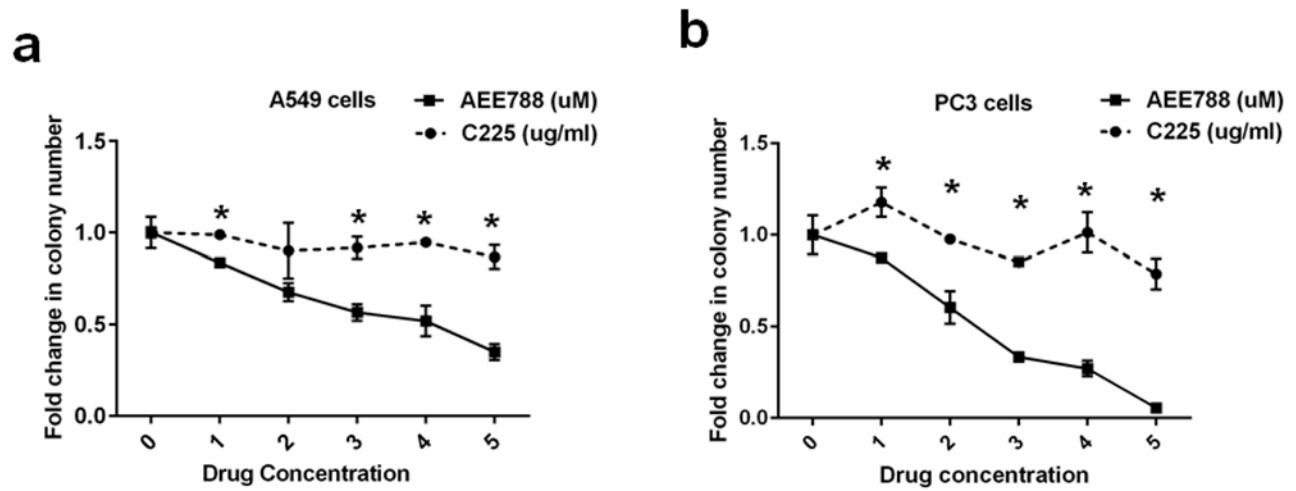 a
A549 cells
AEE788 (uM)
C225 (ug/ml)
Fold change in colony number
1.5
1.0
0.5
0.0
0 1 2 3 4 5
* * * *
Drug Concentration
b
PC3 cells
AEE788 (uM)
C225 (ug/ml)
Fold change in colony number
1.5
1.0
0.5
0.0
0 1 2 3 4 5
* * * * *
Drug concentration